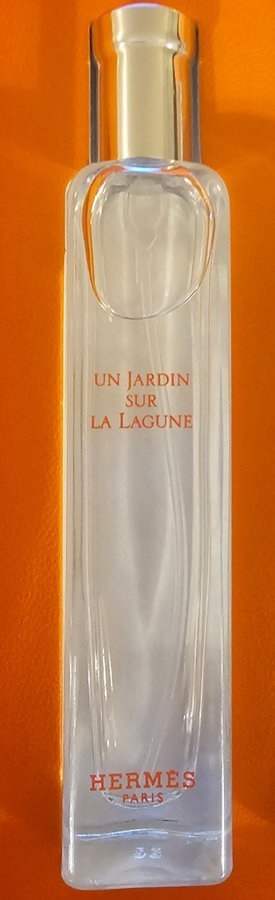 UN JARDIN
SUR
LA LAGUNE
HERMÈS
PARIS